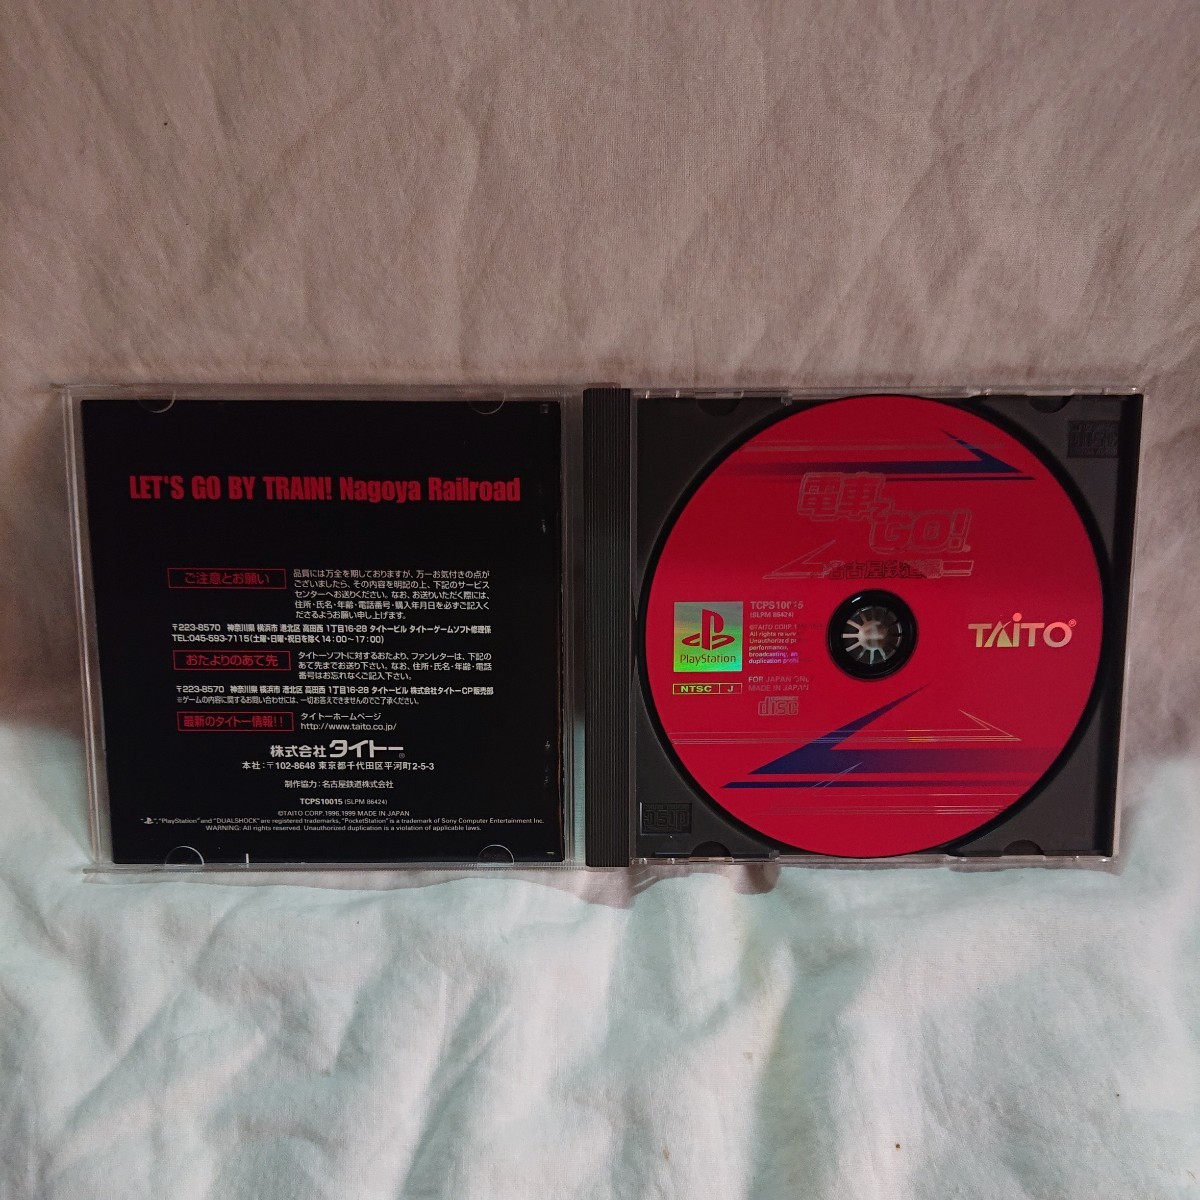 LET'S GO BY TRAIN! Nagoya Railroad
ご注意とお願い
品質には万全を期しておりますが、万一お気付きの点が
ございましたら、その内容を明記の上、下記のサービス
センターへお送りください。なお、お送りいただく際には、
住所・氏名・年齢・電話番号・購入年月日を必ずご記入く
ださるようお願い申し上げます。
〒223-8570 神奈川県 横浜市 港北区 高田西 1丁目16-28 タイトービル タイトーゲームソフト修理係
TEL:045-593-7115(土曜・日曜・祝日を除く14:00〜17:00)
おたよりのあて先
タイトーソフトに対するおたより、ファンレターは、下記の
あて先までお送り下さい。なお、住所・氏名・年齢・電話
番号はお忘れなくご記入下さい。
〒223-8570 神奈川県 横浜市 港北区 高田西 1丁目16-28 タイトービル 株式会社タイトーCP販売部
※ゲームの内容に関するお問い合わせには、一切お答えできませんのでご了承ください。
最新のタイトー情報!!
タイトーホームページ
http://www.taito.co.jp/
株式会社 タイトー®
本社:〒102-8648 東京都千代田区平河町2-5-3
制作協力:名古屋鉄道株式会社
TCPS10015 (SLPM 86424)
©TAITO CORP.1996,1999 MADE IN JAPAN
"PlayStation" and "DUALSHOCK" are registered trademarks, "PocketStation" is a trademark of Sony Computer Entertainment Inc.
WARNING: All rights reserved. Unauthorized duplication is a violation of applicable laws.
電車で
GO!
名古屋鉄道編
PlayStation
NTSC J
TCPS10015
(SLPM 86424)
©TAITO CORP.
All rights
Unauthorized
performance,
broadcasting,
duplication
FOR JAPAN ONL
MADE IN JAPAN
disc
TAITO®
disc
disc